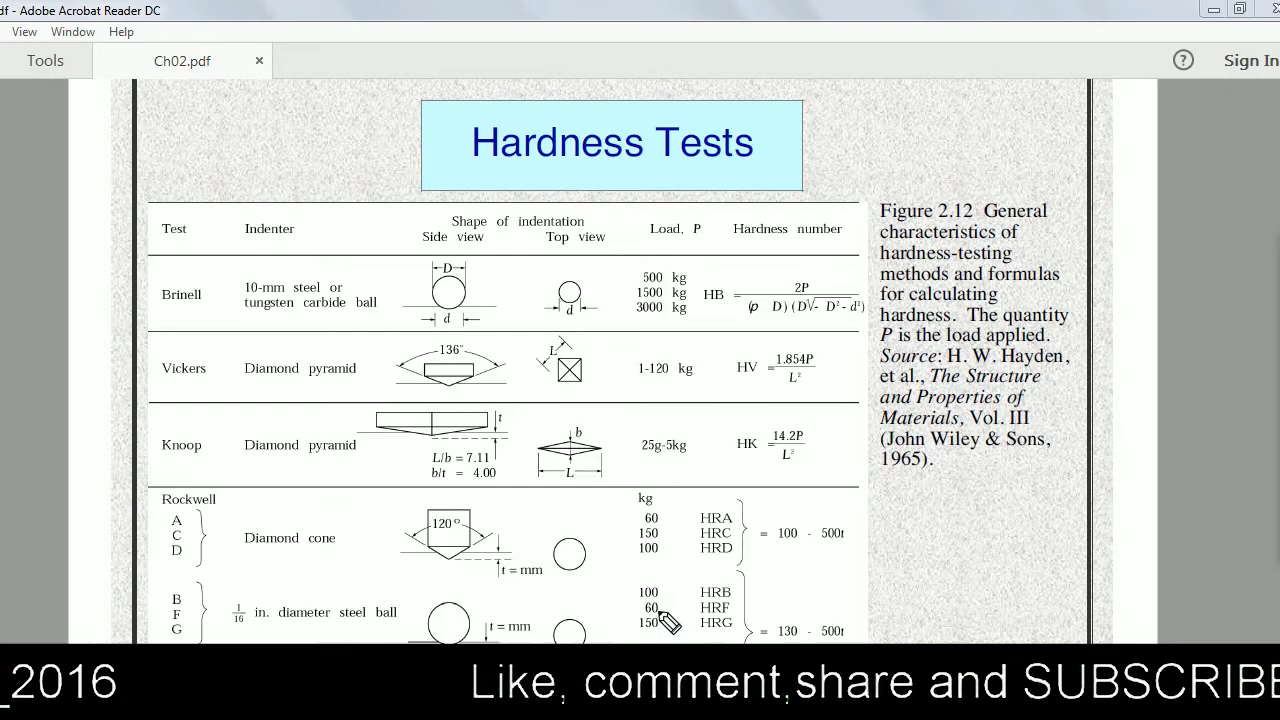 df - Adobe Acrobat Reader DC
View Window Help
Tools Ch02.pdf × ? Sign In
Hardness Tests
Test Indenter Shape of indentation Load, P Hardness number
Side view Top view
Brinell 10-mm steel or tungsten carbide ball D d d 500 kg 1500 kg 3000 kg HB = 2P / (p D) (D √- D² - d²)
Vickers Diamond pyramid 136° L 1-120 kg HV = 1.854P / L²
Knoop Diamond pyramid t L/b = 7.11 b/t = 4.00 b L 25g-5kg HK = 14.2P / L²
Rockwell kg
A 60 HRA
C Diamond cone 120° 150 HRC = 100 - 500t
D 100 HRD
t = mm
B 100 HRB
F 1/16 in. diameter steel ball 60 HRF
G t = mm 150 HRG = 130 - 500t
Figure 2.12 General
characteristics of
hardness-testing
methods and formulas
for calculating
hardness. The quantity
P is the load applied.
Source: H. W. Hayden,
et al., The Structure
and Properties of
Materials, Vol. III
(John Wiley & Sons,
1965).
_2016 Like, comment,share and SUBSCRIBE